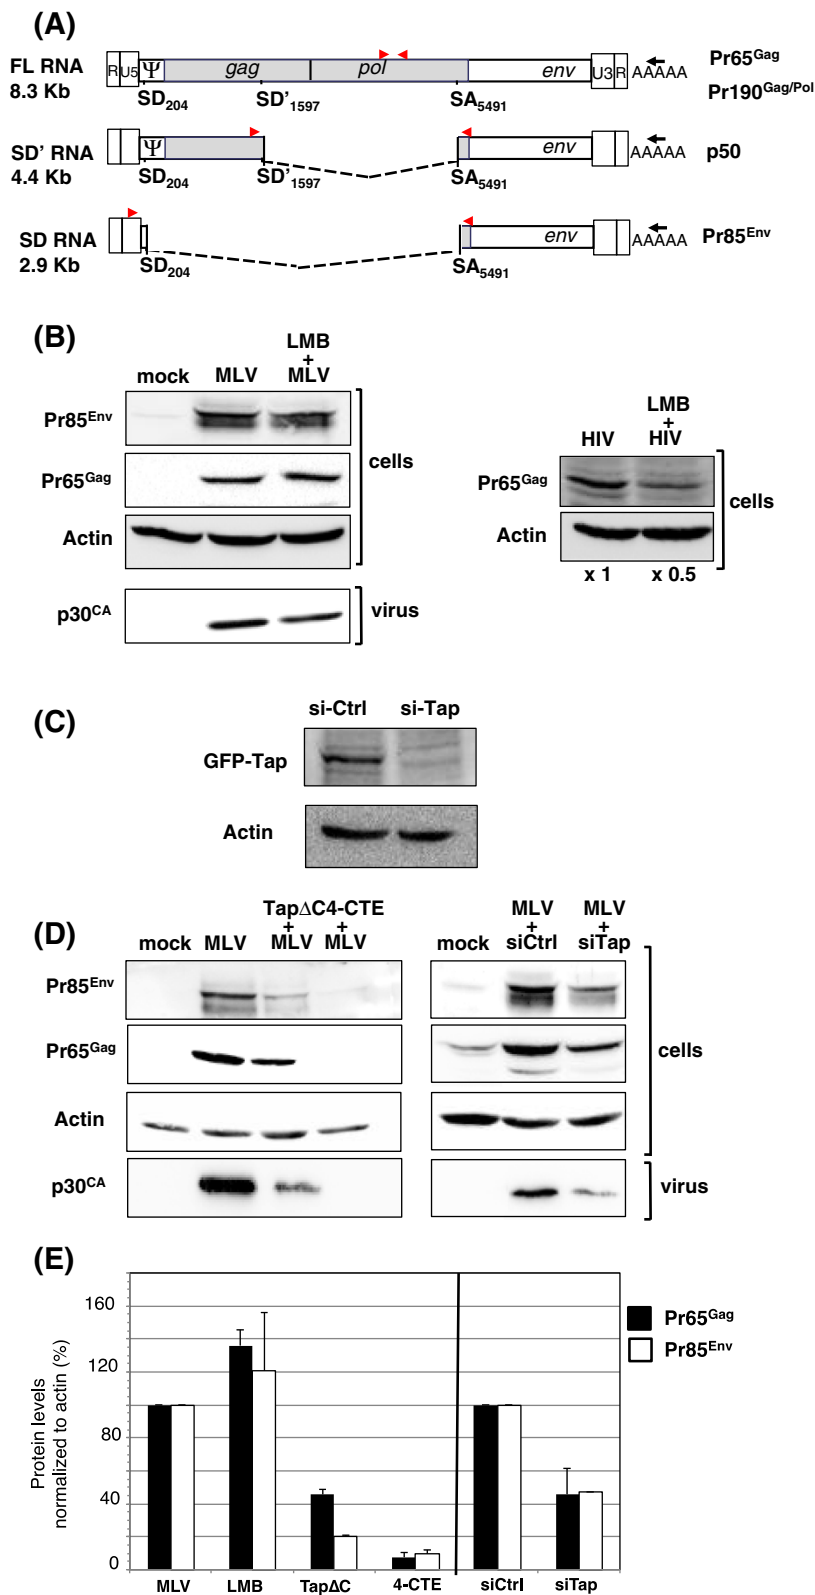 (A)
FL RNA
8.3 Kb
R U5 Ψ gag pol env U3 R AAAAA
Pr65Gag
Pr190Gag/Pol
SD204 SD’1597 SA5491
SD’ RNA
4.4 Kb
Ψ env AAAAA
p50
SD204 SD’1597 SA5491
SD RNA
2.9 Kb
env AAAAA
Pr85Env
SD204 SA5491
(B)
mock MLV LMB + MLV
Pr85Env
Pr65Gag
Actin
cells
p30CA
virus
HIV LMB + HIV
Pr65Gag
Actin
cells
x 1 x 0.5
(C)
si-Ctrl si-Tap
GFP-Tap
Actin
(D)
TapΔC4-CTE
mock MLV + MLV + MLV
MLV MLV
+ +
mock siCtrl siTap
Pr85Env
Pr65Gag
Actin
cells
p30CA
virus
(E)
Protein levels
normalized to actin (%)
160
120
80
40
0
MLV LMB TapΔC 4-CTE siCtrl siTap
Pr65Gag
Pr85Env